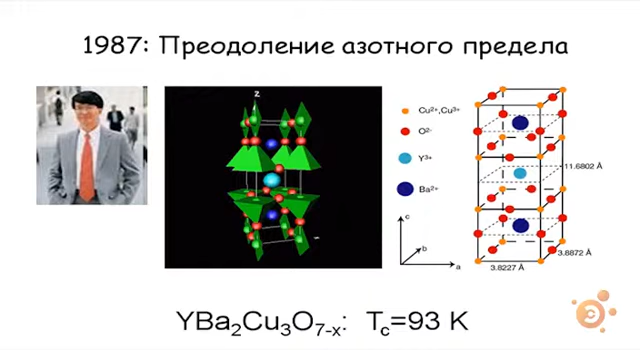 1987: Преодоление азотного предела
z
Cu²⁺,Cu³⁺
O²⁻
Y³⁺
Ba²⁺
c
b
a
11.6802 Å
3.8872 Å
3.8227 Å
YBa₂Cu₃O₇₋ₓ: T꜀=93 K
Э